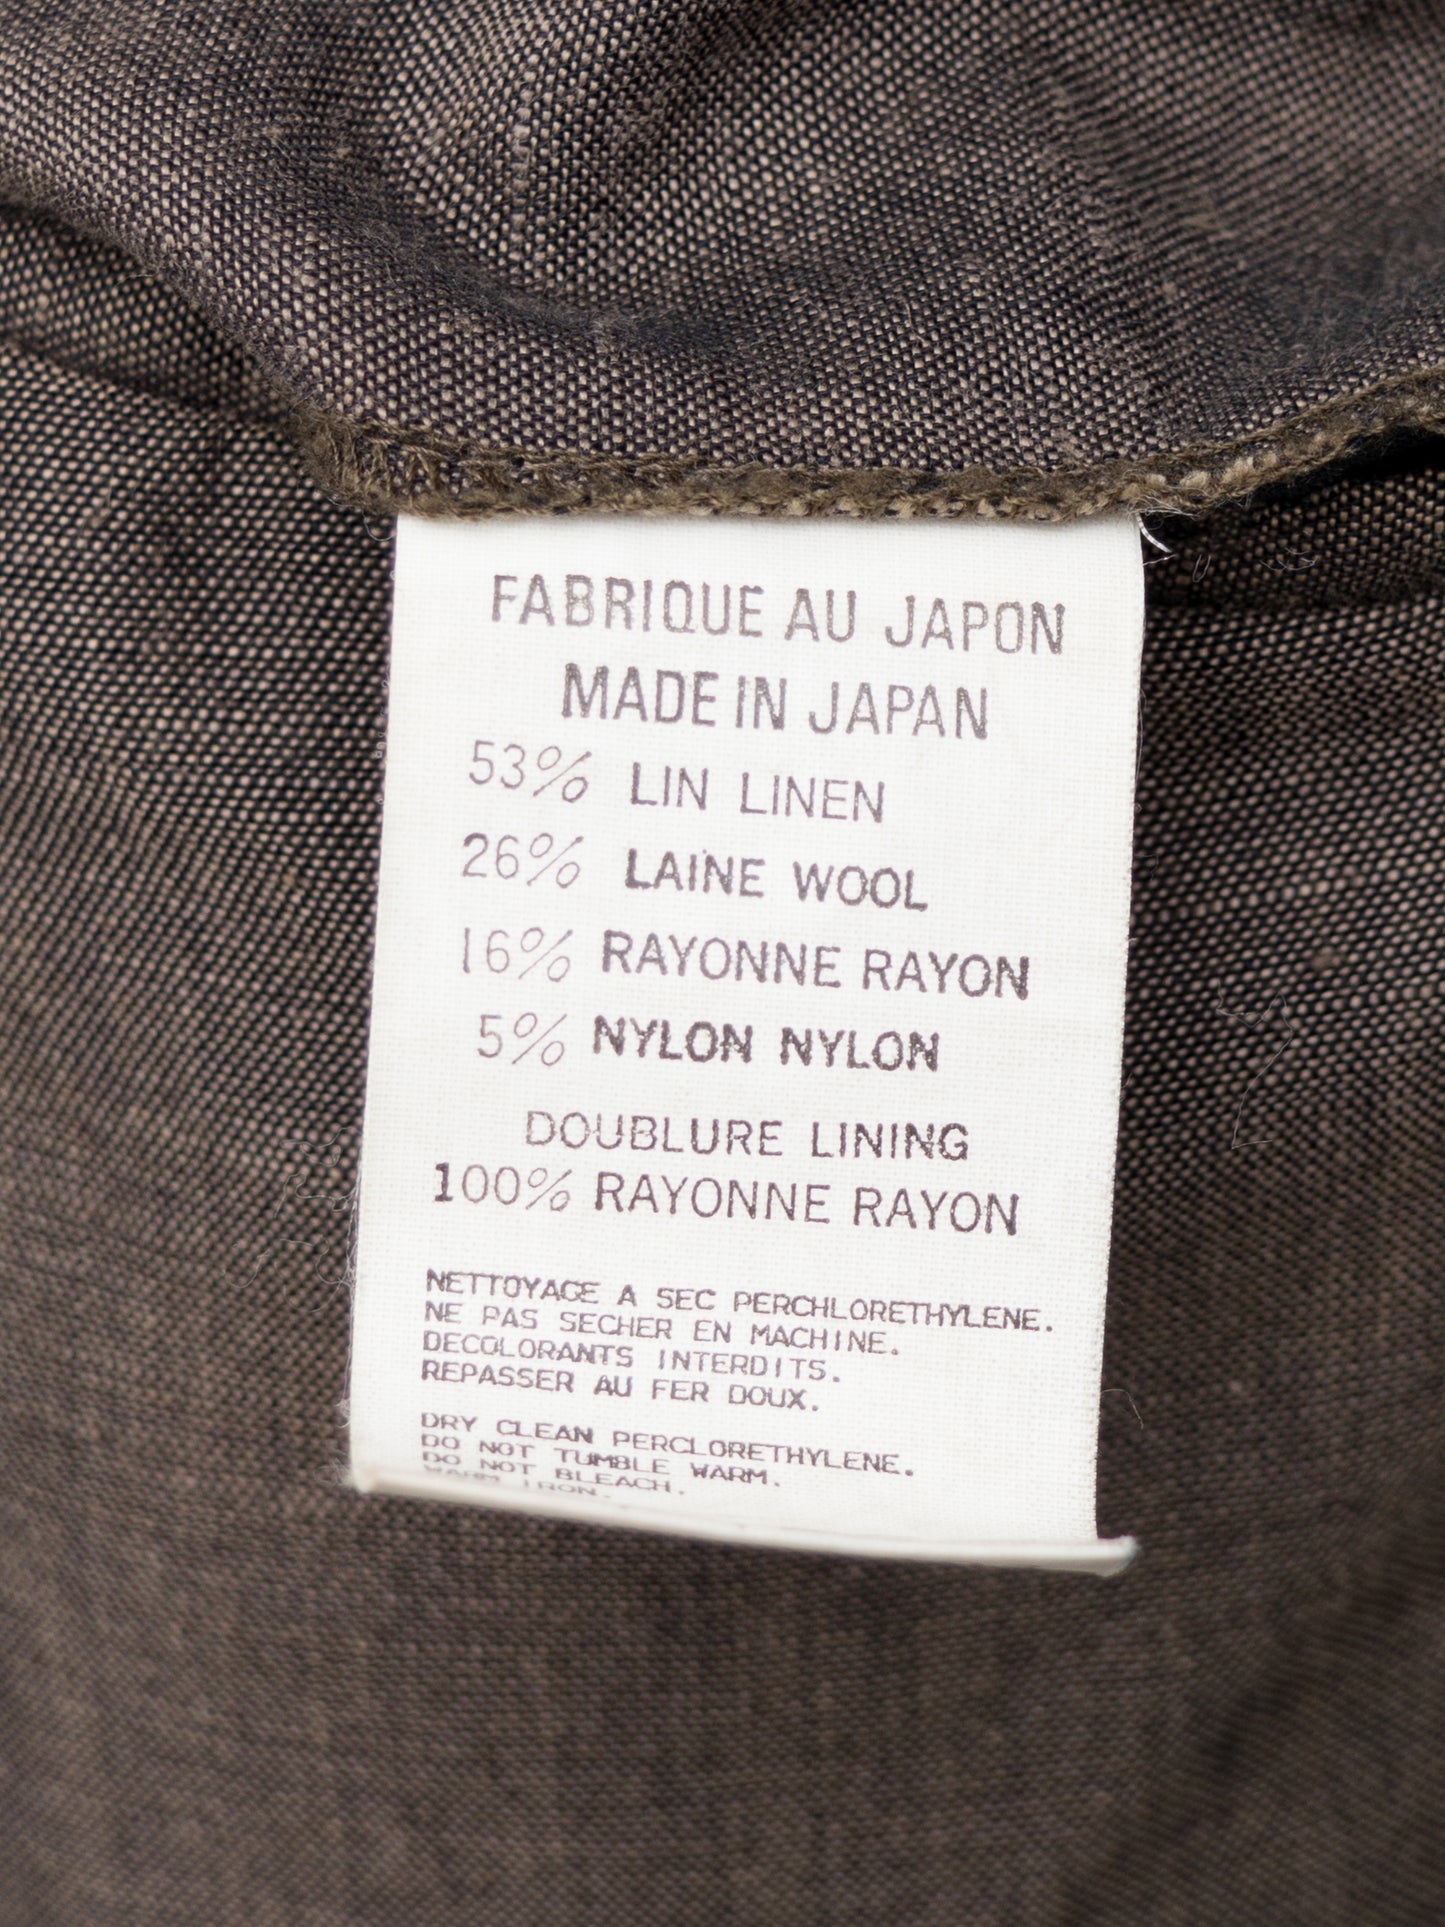 FABRIQUE AU JAPON
MADE IN JAPAN
53% LIN LINEN
26% LAINE WOOL
16% RAYONNE RAYON
5% NYLON NYLON
DOUBLURE LINING
100% RAYONNE RAYON
NETTOYAGE A SEC PERCHLORETHYLENE.
NE PAS SECHER EN MACHINE.
DECOLORANTS INTERDITS.
REPASSER AU FER DOUX.
DRY CLEAN PERCLORETHYLENE.
DO NOT TUMBLE WARM.
DO NOT BLEACH.
WARM IRON.